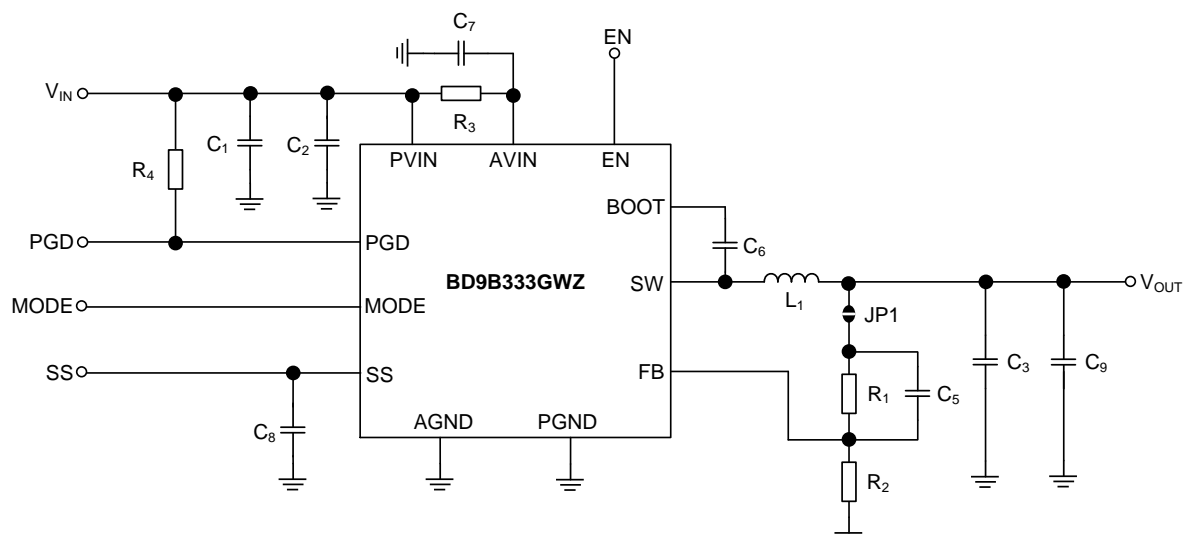 C7
EN
VIN
R3
C1
C2
PVIN
AVIN
EN
R4
BOOT
PGD
PGD
C6
BD9B333GWZ
SW
VOUT
L1
MODE
MODE
JP1
SS
SS
FB
R1
C5
C3
C9
C8
AGND
PGND
R2